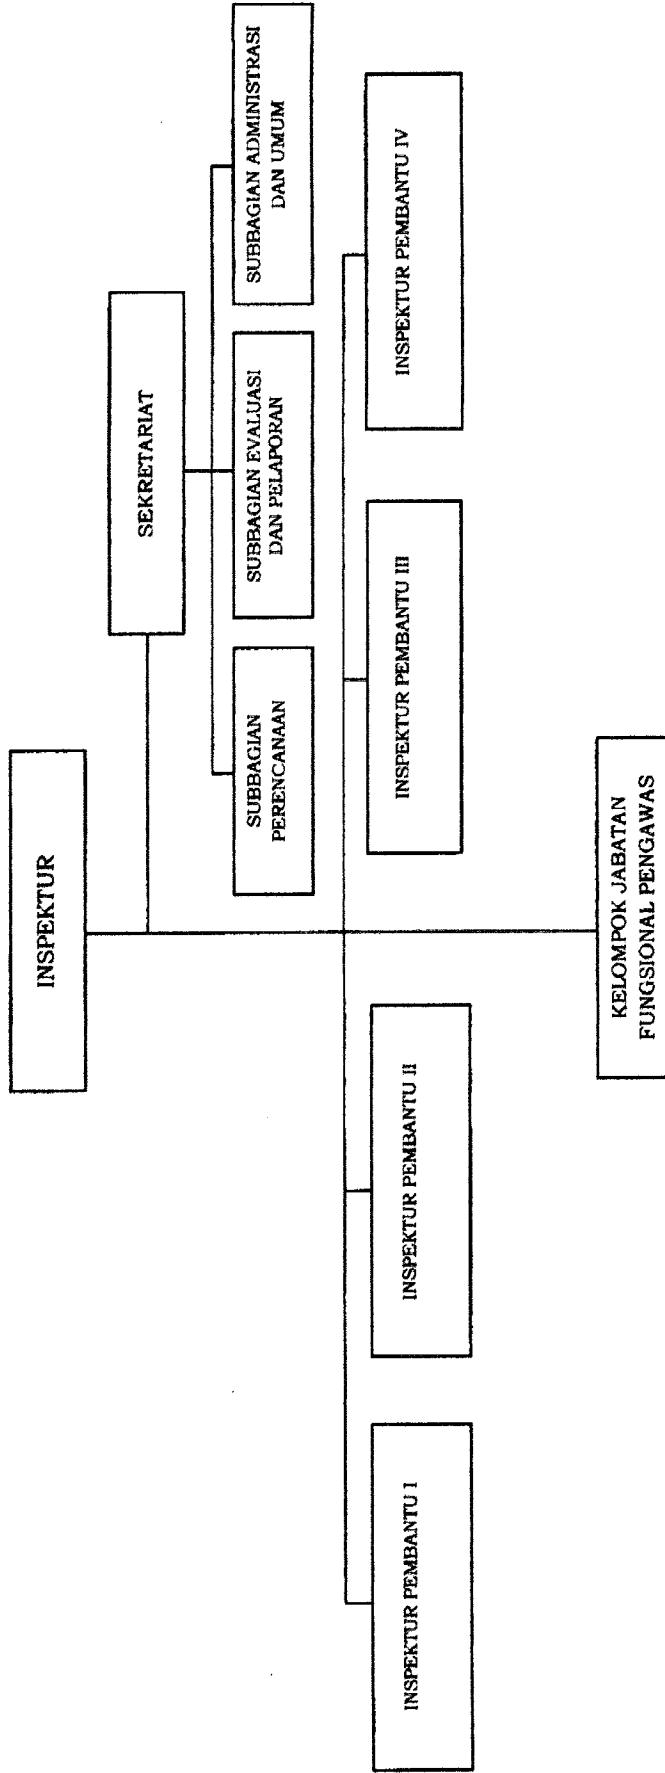 INSPEKTUR
SEKRETARIAT
SUBBAGIAN
PERENCANAAN
SUBBAGIAN EVALUASI
DAN PELAPORAN
SUBBAGIAN ADMINISTRASI
DAN UMUM
INSPEKTUR PEMBANTU I
INSPEKTUR PEMBANTU II
INSPEKTUR PEMBANTU III
INSPEKTUR PEMBANTU IV
KELOMPOK JABATAN
FUNGSIONAL PENGAWAS